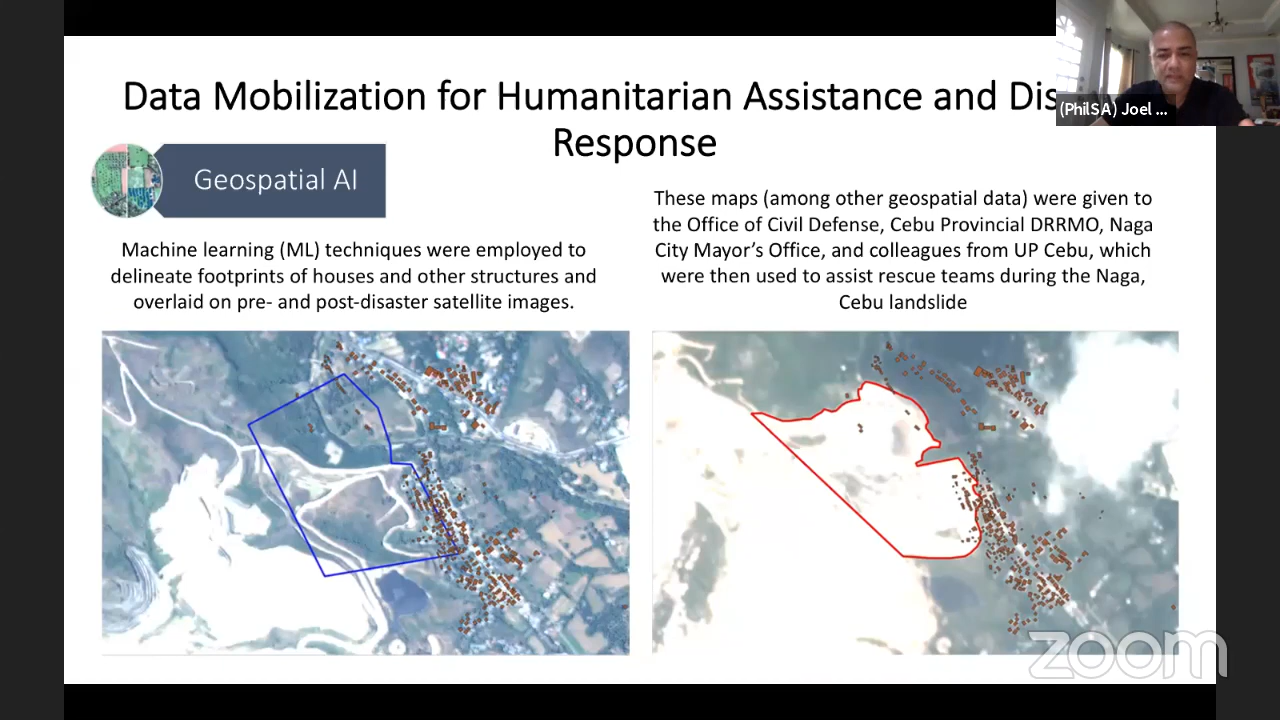 Data Mobilization for Humanitarian Assistance and Dis
Response
(PhilSA) Joel ...
Geospatial AI
Machine learning (ML) techniques were employed to
delineate footprints of houses and other structures and
overlaid on pre- and post-disaster satellite images.
These maps (among other geospatial data) were given to
the Office of Civil Defense, Cebu Provincial DRRMO, Naga
City Mayor's Office, and colleagues from UP Cebu, which
were then used to assist rescue teams during the Naga,
Cebu landslide
zoom